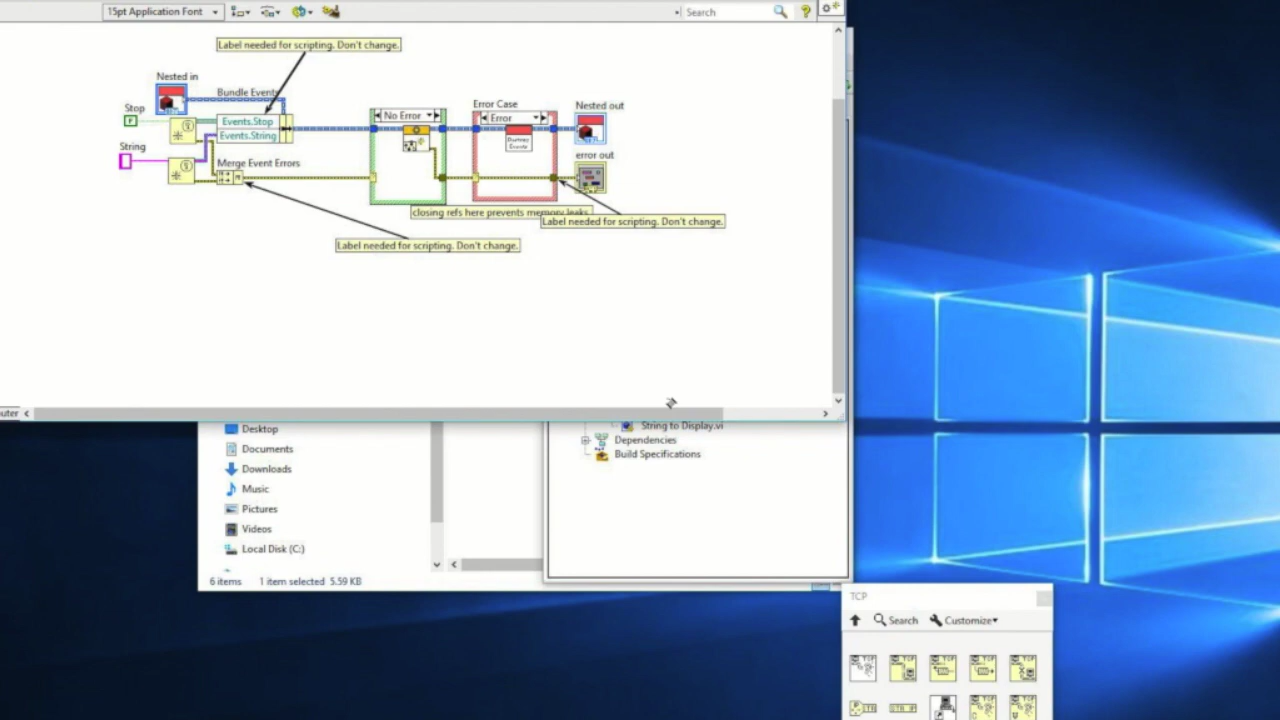 15pt Application Font
Search
Label needed for scripting. Don't change.
Nested in
Bundle Events
Stop
Events.Stop
Events.String
String
Merge Event Errors
No Error
Error Case
Error
Destroy
Events
Nested out
error out
closing refs here prevents memory leaks
Label needed for scripting. Don't change.
Label needed for scripting. Don't change.
String to Display.vi
Dependencies
Build Specifications
Desktop
Documents
Downloads
Music
Pictures
Videos
Local Disk (C:)
6 items 1 item selected 5.59 KB
TCP
Search Customize